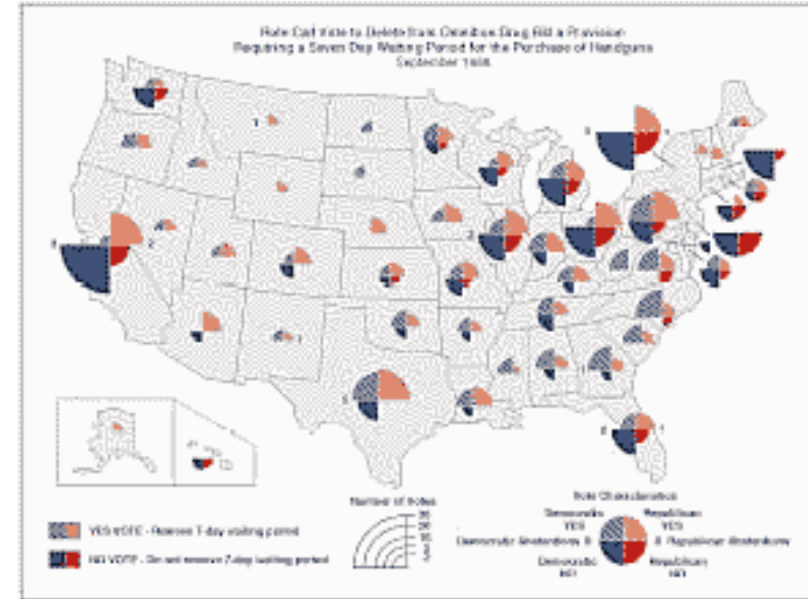 Roll Call Vote to Delete from Omnibus Drug Bill a Provision
Requiring a Seven Day Waiting Period for the Purchase of Handguns
September 1988
Number of Votes
Vote Characteristics
Democratic
YES
Republican
YES
YES VOTE - Remove 7-day waiting period
Democratic Abstentions
Republican Abstentions
NO VOTE - Do not remove 7-day waiting period
Democratic
NO
Republican
NO